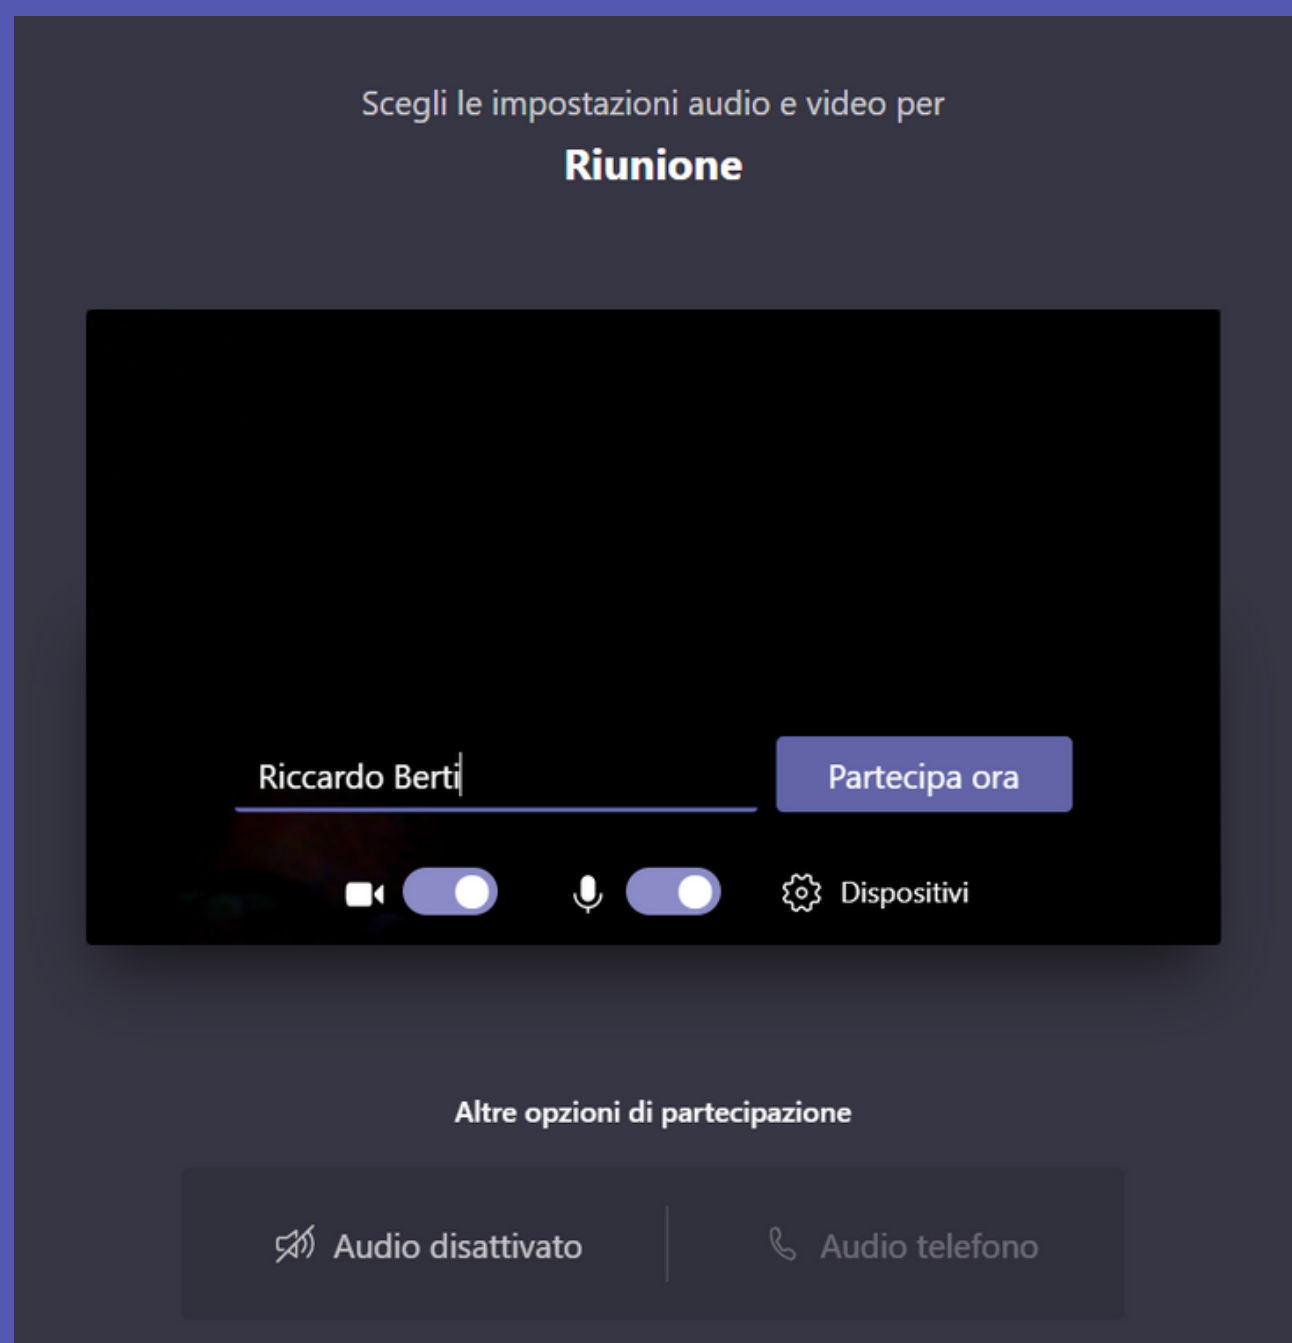 Scegli le impostazioni audio e video per
Riunione
Riccardo Berti
Partecipa ora
Dispositivi
Altre opzioni di partecipazione
Audio disattivato
Audio telefono